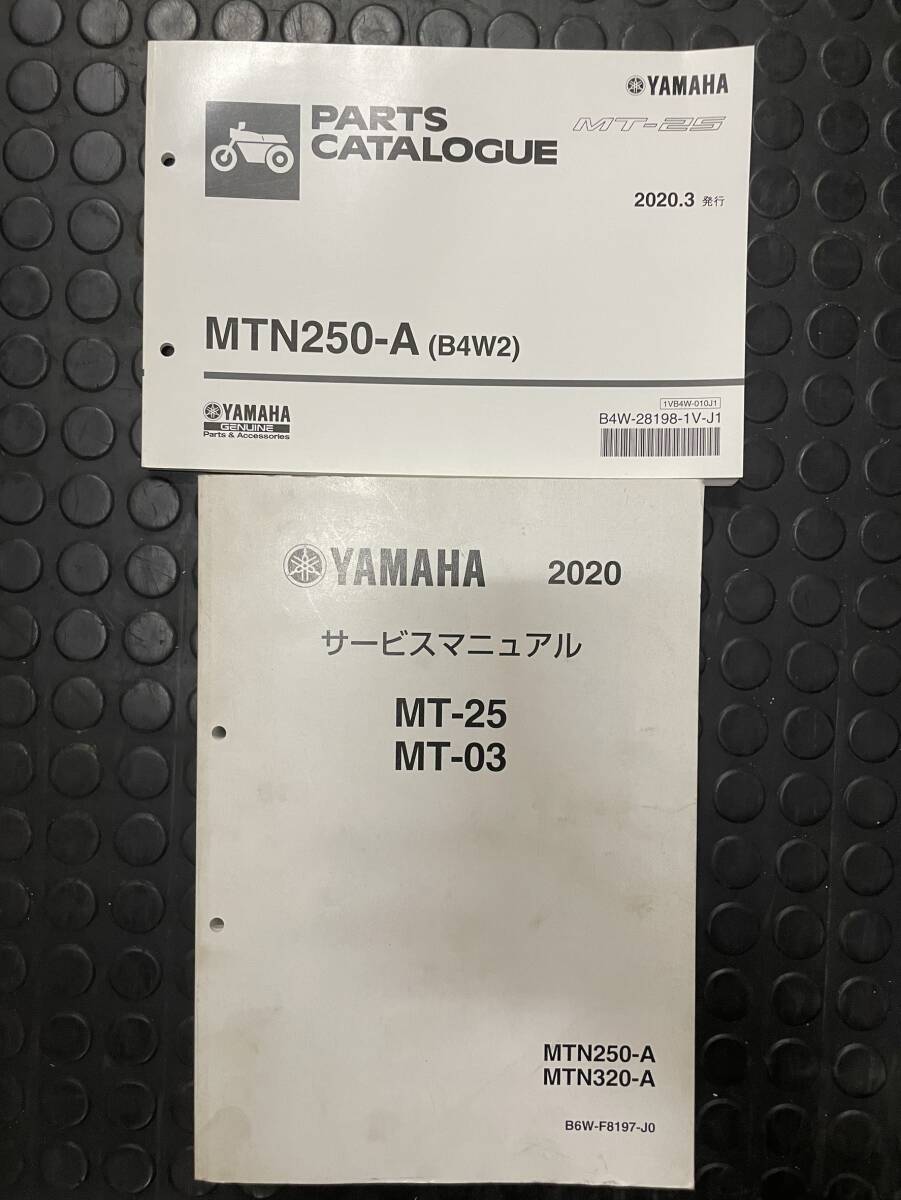 YAMAHA
PARTS
CATALOGUE
MT-25
2020.3 発行
MTN250-A (B4W2)
YAMAHA
GENUINE
Parts & Accessories
1VB4W-010J1
B4W-28198-1V-J1
YAMAHA 2020
サービスマニュアル
MT-25
MT-03
MTN250-A
MTN320-A
B6W-F8197-J0